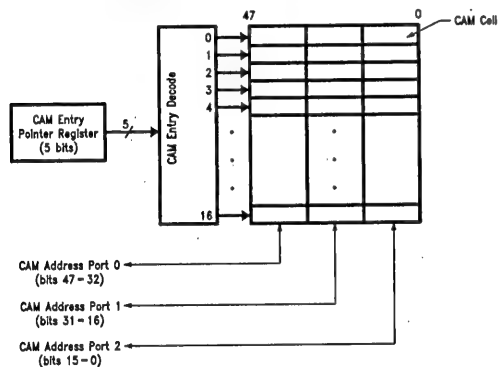 47
0
CAM Cell
0
1
2
3
4
16
CAM Entry Decode
CAM Entry
Pointer Register
(5 bits)
5
CAM Address Port 0
(bits 47-32)
CAM Address Port 1
(bits 31-16)
CAM Address Port 2
(bits 15-0)